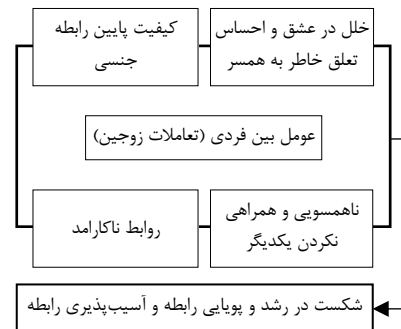 خلل در عشق و احساس
تعلق خاطر به همسر
کیفیت پایین رابطه
جنسی
عومل بین فردی (تعاملات زوجین)
ناهمسویی و همراهی
نکردن یکدیگر
روابط ناکارامد
شکست در رشد و پویایی رابطه و آسیب‌پذیری رابطه